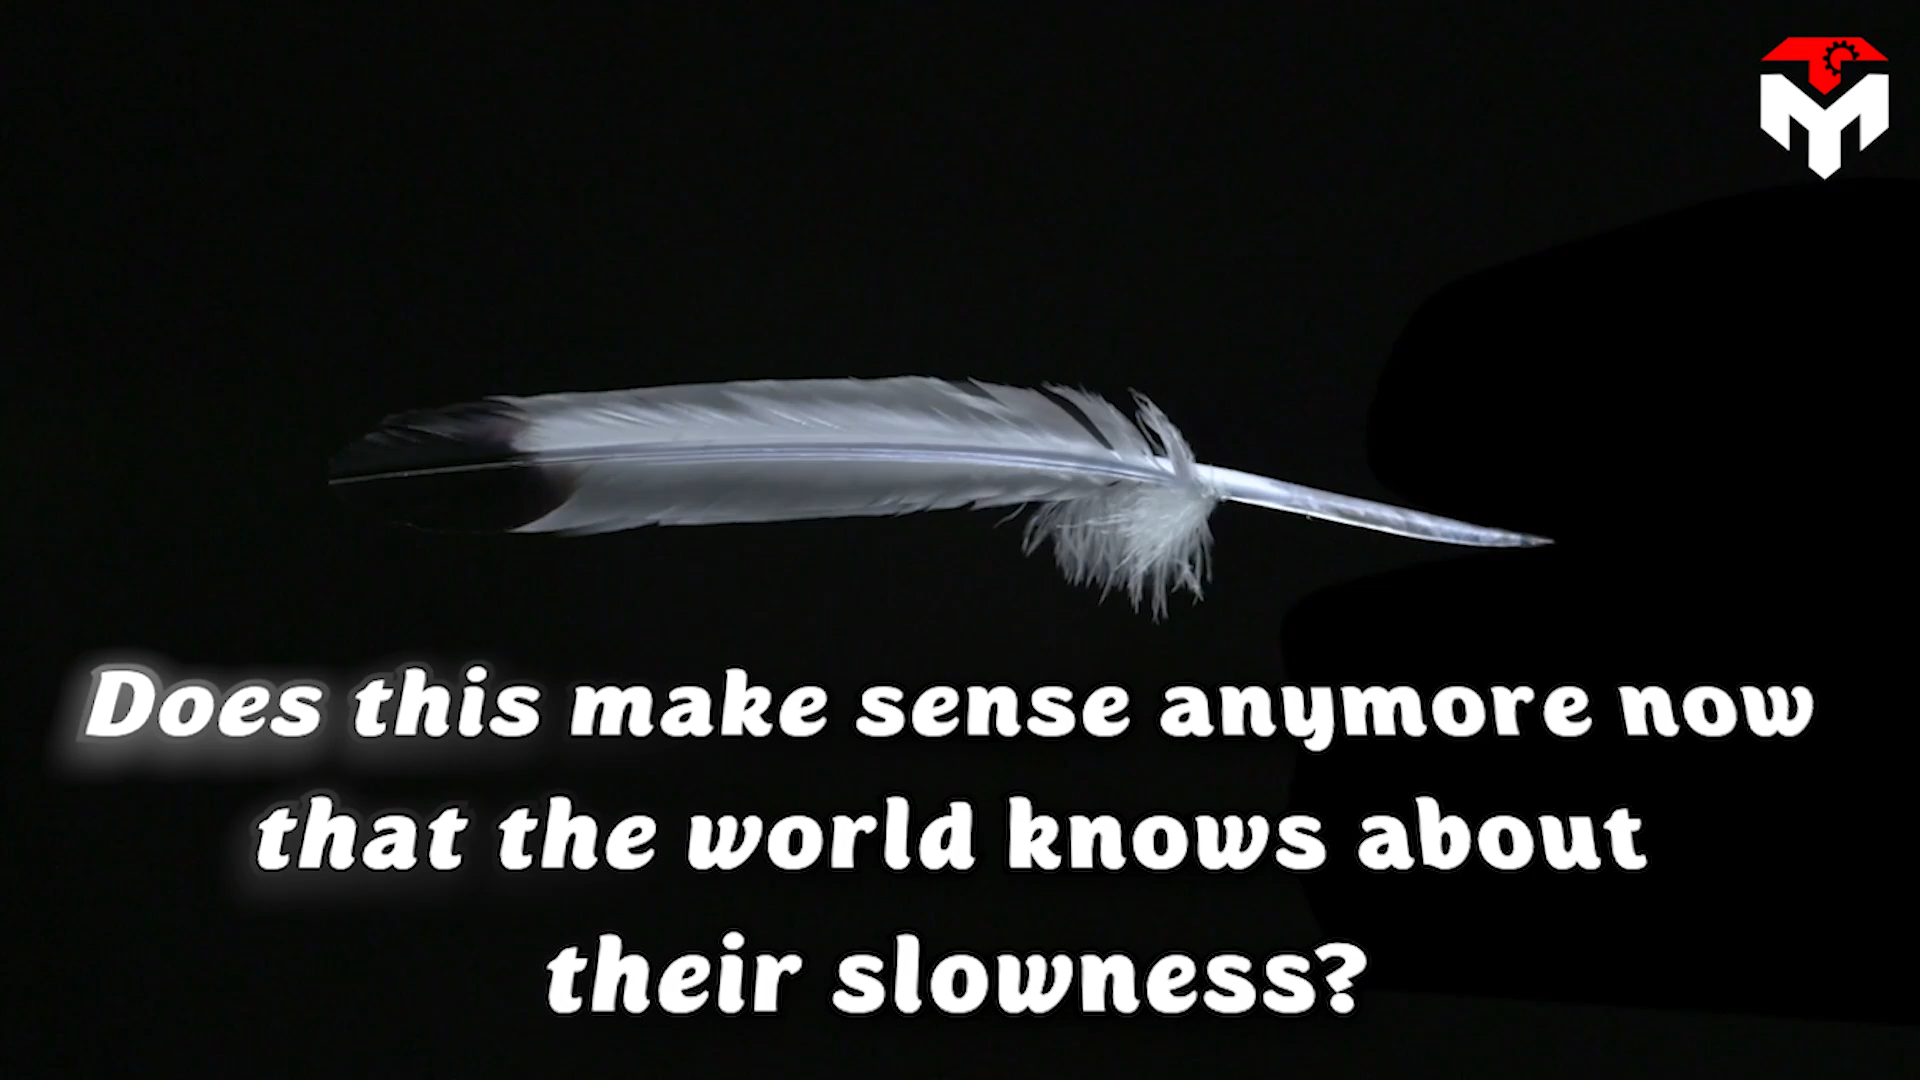 Does this make sense anymore now
that the world knows about
their slowness?